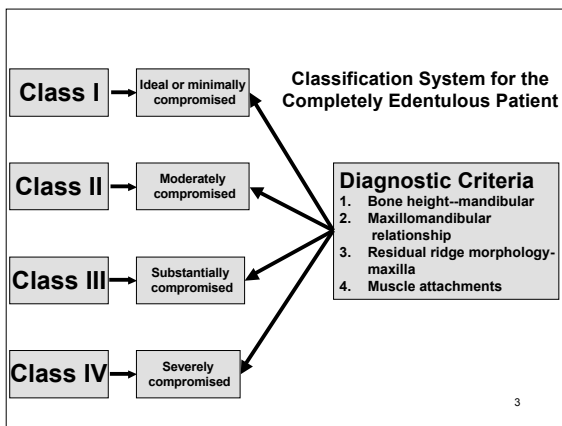 Classification System for the
Completely Edentulous Patient
Class I
Ideal or minimally
compromised
Class II
Moderately
compromised
Class III
Substantially
compromised
Class IV
Severely
compromised
Diagnostic Criteria
1. Bone height--mandibular
2. Maxillomandibular
relationship
3. Residual ridge morphology-
maxilla
4. Muscle attachments
3